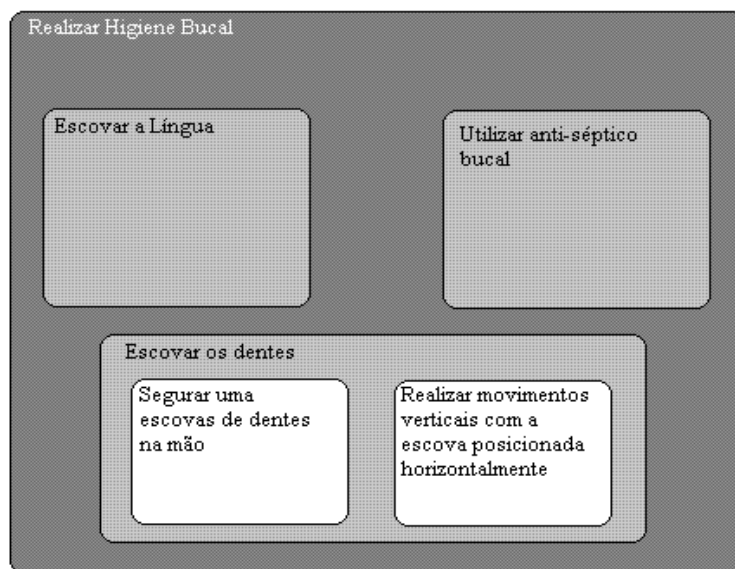 Realizar Higiene Bucal
Escovar a Língua
Utilizar anti-séptico
bucal
Escovar os dentes
Segurar uma
escovas de dentes
na mão
Realizar movimentos
verticais com a
escova posicionada
horizontalmente